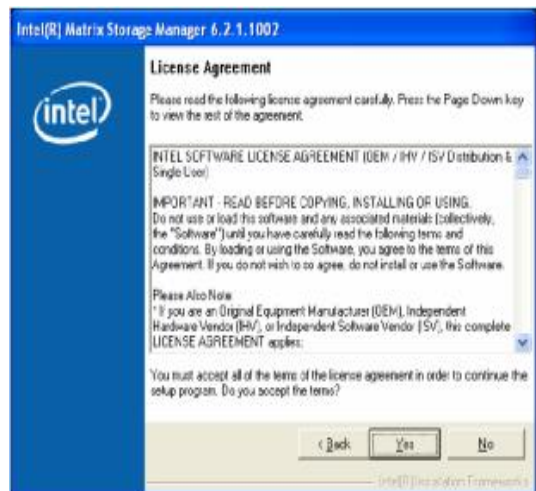 Intel(R) Matrix Storage Manager 6.2.1.1002
intel
License Agreement
Please read the following license agreement carefully. Press the Page Down key
to view the rest of the agreement.
INTEL SOFTWARE LICENSE AGREEMENT (OEM / IHV / ISV Distribution &
Single User)
IMPORTANT - READ BEFORE COPYING, INSTALLING OR USING.
Do not use or load this software and any associated materials (collectively,
the "Software") until you have carefully read the following terms and
conditions. By loading or using the Software, you agree to the terms of this
Agreement. If you do not wish to so agree, do not install or use the Software.
Please Also Note:
* If you are an Original Equipment Manufacturer (OEM), Independent
Hardware Vendor (IHV), or Independent Software Vendor (ISV), this complete
LICENSE AGREEMENT applies;
You must accept all of the terms of the license agreement in order to continue the
setup program. Do you accept the terms?
< Back
Yes
No
Intel(R) Installation Frameworks